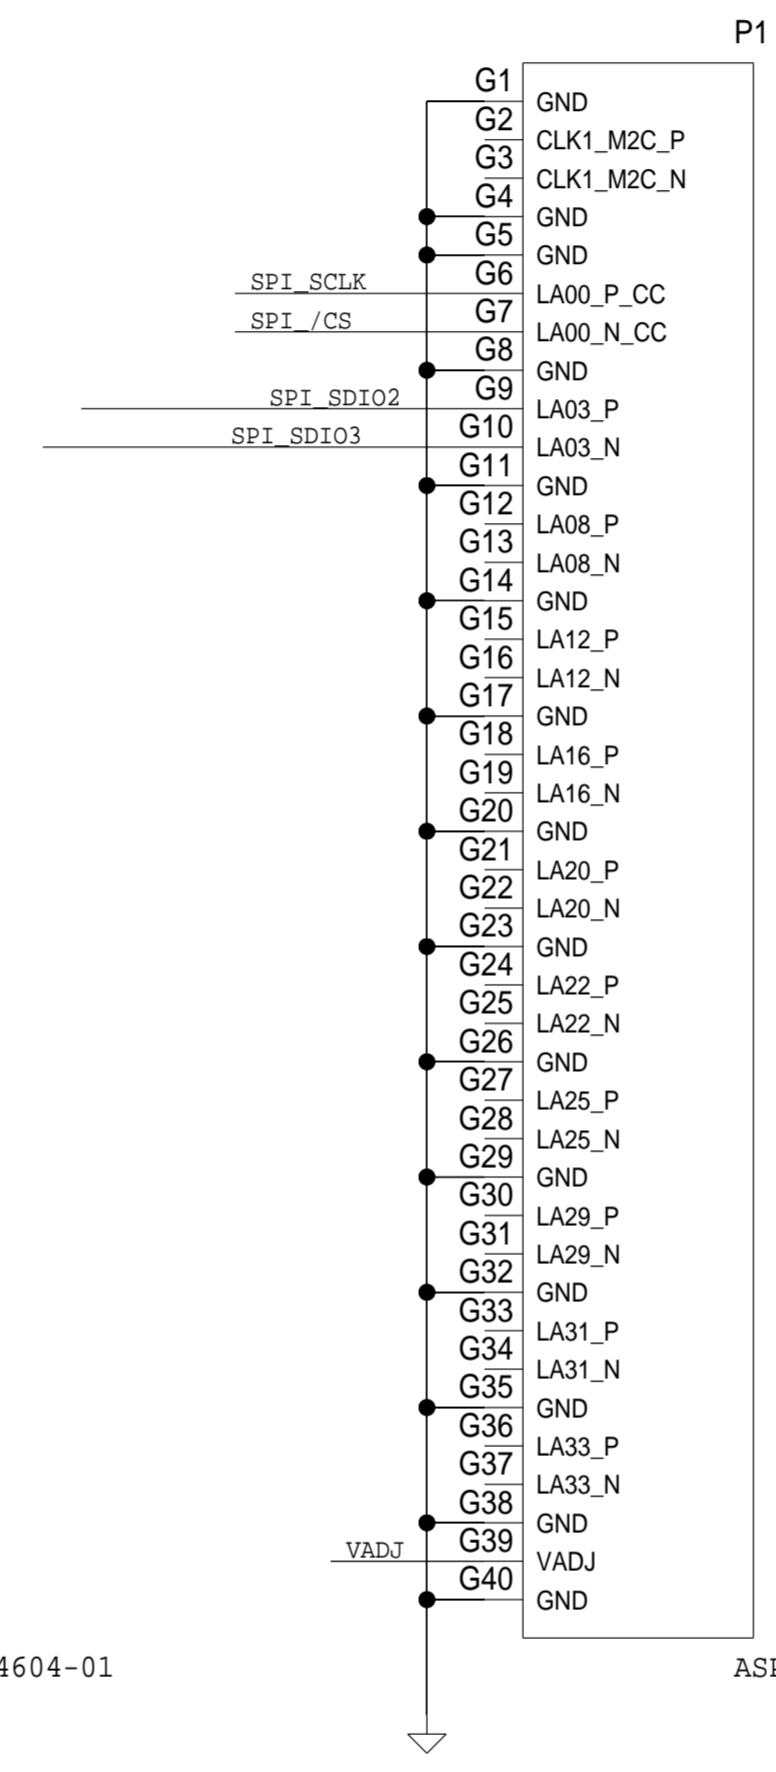 P1
G1 GND
G2 CLK1_M2C_P
G3 CLK1_M2C_N
G4 GND
G5 GND
SPI_SCLK G6 LA00_P_CC
SPI_/CS G7 LA00_N_CC
G8 GND
SPI_SDIO2 G9 LA03_P
SPI_SDIO3 G10 LA03_N
G11 GND
G12 LA08_P
G13 LA08_N
G14 GND
G15 LA12_P
G16 LA12_N
G17 GND
G18 LA16_P
G19 LA16_N
G20 GND
G21 LA20_P
G22 LA20_N
G23 GND
G24 LA22_P
G25 LA22_N
G26 GND
G27 LA25_P
G28 LA25_N
G29 GND
G30 LA29_P
G31 LA29_N
G32 GND
G33 LA31_P
G34 LA31_N
G35 GND
G36 LA33_P
G37 LA33_N
G38 GND
VADJ G39 VADJ
G40 GND
4604-01 ASP